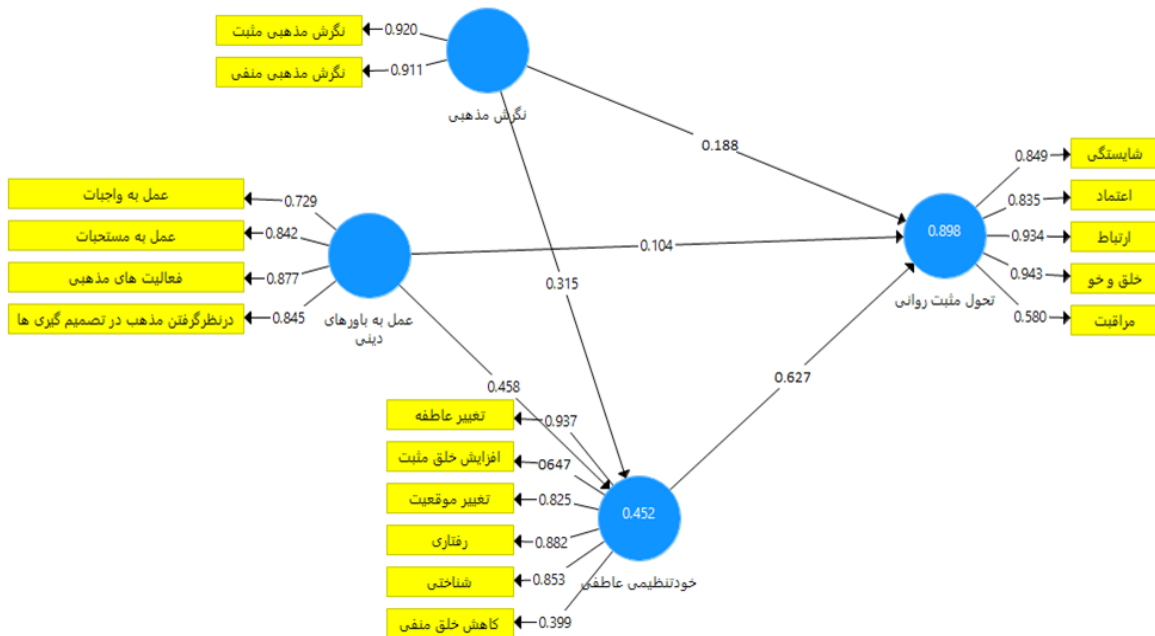 نگرش مذهبی مثبت
0.920
نگرش مذهبی منفی
0.911
نگرش مذهبی
0.188
عمل به واجبات
0.729
عمل به مستحبات
0.842
فعالیت های مذهبی
0.877
درنظرگرفتن مذهب در تصمیم گیری ها
0.845
عمل به باورهای
دینی
0.104
0.315
0.458
0.627
شایستگی
0.849
اعتماد
0.835
ارتباط
0.934
خلق و خو
0.943
مراقبت
0.580
0.898
تحول مثبت روانی
تغییر عاطفه
0.937
افزایش خلق مثبت
0647
تغییر موقعیت
0.825
رفتاری
0.882
شناختی
0.853
کاهش خلق منفی
0.399
0.452
خودتنظیمی عاطفی